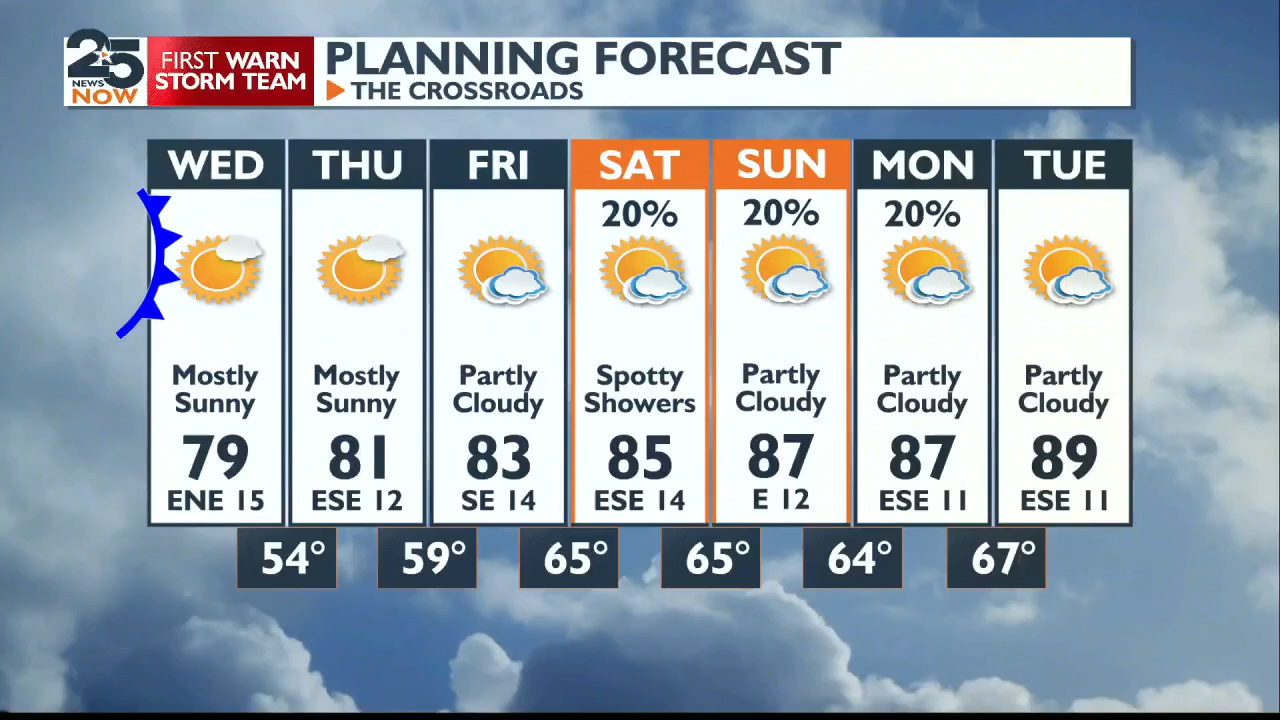 25
NEWS
NOW
FIRST WARN
STORM TEAM
PLANNING FORECAST
THE CROSSROADS
WED
THU
FRI
SAT
SUN
MON
TUE
20%
20%
20%
Mostly
Sunny
Mostly
Sunny
Partly
Cloudy
Spotty
Showers
Partly
Cloudy
Partly
Cloudy
Partly
Cloudy
79
81
83
85
87
87
89
ENE 15
ESE 12
SE 14
ESE 14
E 12
ESE 11
ESE 11
54°
59°
65°
65°
64°
67°